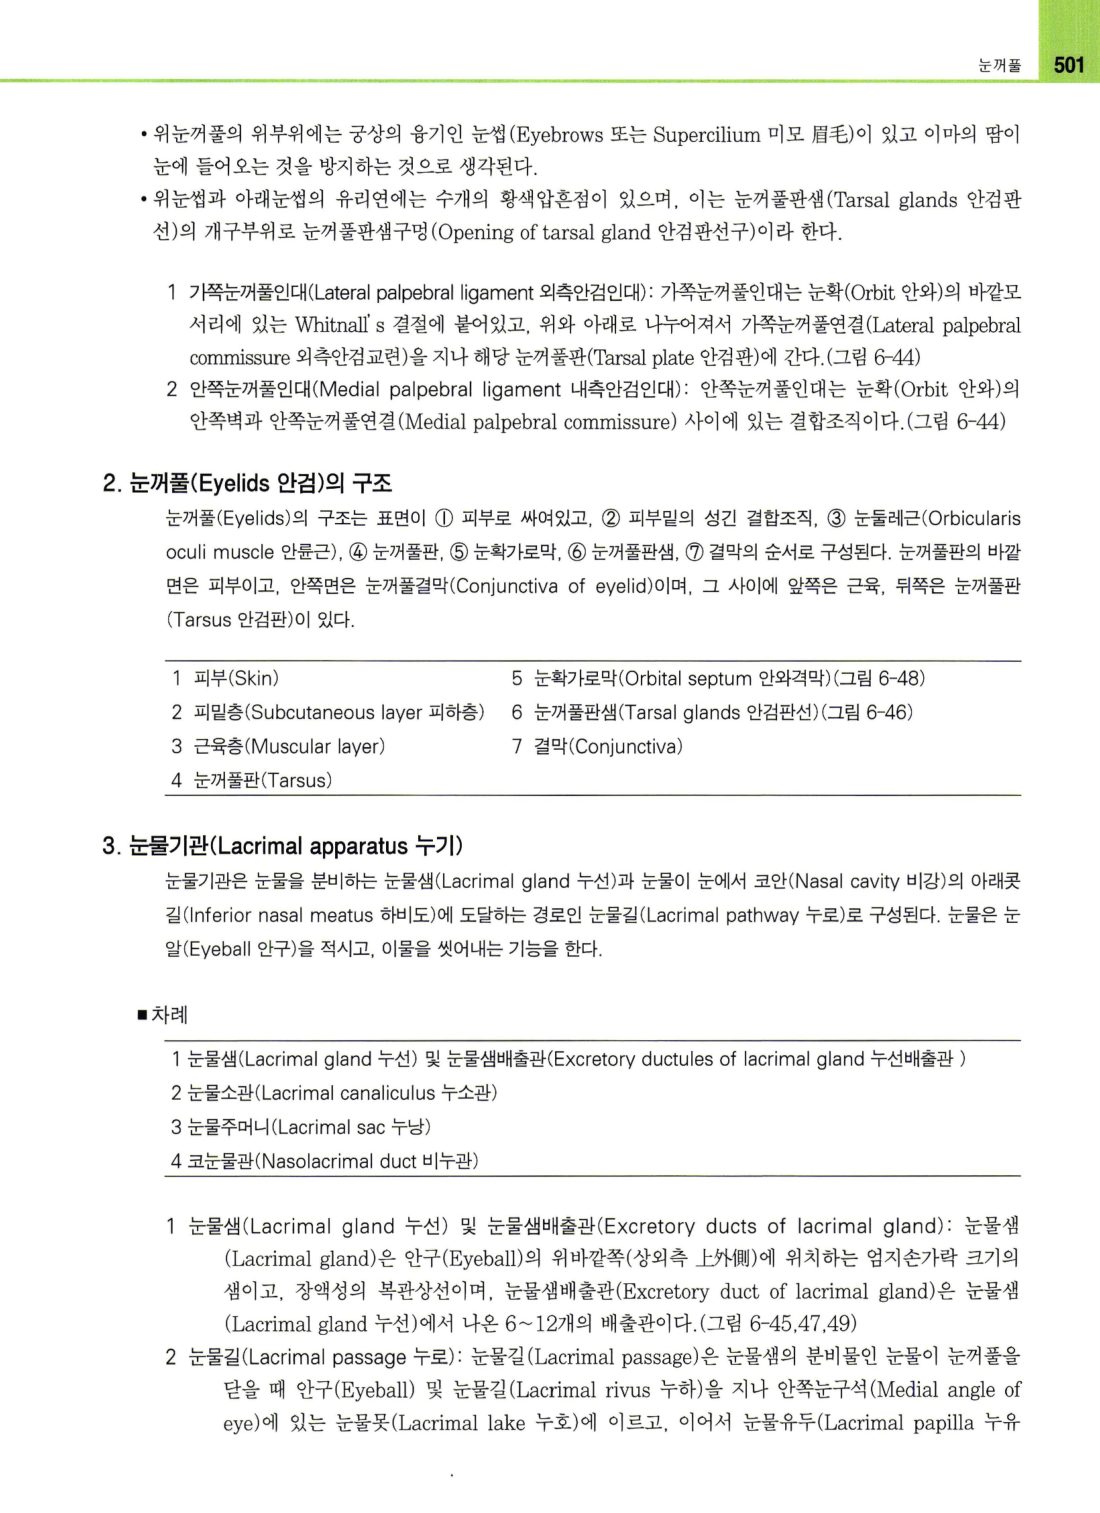 눈꺼풀 501
• 위눈꺼풀의 위부위에는 궁상의 융기인 눈썹(Eyebrows 또는 Supercilium 미모 眉毛)이 있고 이마의 땀이
눈에 들어오는 것을 방지하는 것으로 생각된다.
• 위눈썹과 아래눈썹의 유리연에는 수개의 황색압흔점이 있으며, 이는 눈꺼풀판샘(Tarsal glands 안검판
선)의 개구부위로 눈꺼풀판샘구멍(Opening of tarsal gland 안검판선구)이라 한다.
1 가쪽눈꺼풀인대(Lateral palpebral ligament 외측안검인대): 가쪽눈꺼풀인대는 눈확(Orbit 안와)의 바깥모
서리에 있는 Whitnall's 결절에 붙어있고, 위와 아래로 나누어져서 가쪽눈꺼풀연결(Lateral palpebral
commissure 외측안검교련)을 지나 해당 눈꺼풀판(Tarsal plate 안검판)에 간다.(그림 6-44)
2 안쪽눈꺼풀인대(Medial palpebral ligament 내측안검인대): 안쪽눈꺼풀인대는 눈확(Orbit 안와)의
안쪽벽과 안쪽눈꺼풀연결(Medial palpebral commissure) 사이에 있는 결합조직이다.(그림 6-44)
2. 눈꺼풀(Eyelids 안검)의 구조
눈꺼풀(Eyelids)의 구조는 표면이 ① 피부로 싸여있고, ② 피부밑의 성긴 결합조직, ③ 눈둘레근(Orbicularis
oculi muscle 안륜근), ④ 눈꺼풀판, ⑤ 눈확가로막, ⑥ 눈꺼풀판샘, ⑦ 결막의 순서로 구성된다. 눈꺼풀판의 바깥
면은 피부이고, 안쪽면은 눈꺼풀결막(Conjunctiva of eyelid)이며, 그 사이에 앞쪽은 근육, 뒤쪽은 눈꺼풀판
(Tarsus 안검판)이 있다.
1 피부(Skin) 5 눈확가로막(Orbital septum 안와격막)(그림 6-48)
2 피밑층(Subcutaneous layer 피하층) 6 눈꺼풀판샘(Tarsal glands 안검판선)(그림 6-46)
3 근육층(Muscular layer) 7 결막(Conjunctiva)
4 눈꺼풀판(Tarsus)
3. 눈물기관(Lacrimal apparatus 누기)
눈물기관은 눈물을 분비하는 눈물샘(Lacrimal gland 누선)과 눈물이 눈에서 코안(Nasal cavity 비강)의 아래콧
길(Inferior nasal meatus 하비도)에 도달하는 경로인 눈물길(Lacrimal pathway 누로)로 구성된다. 눈물은 눈
알(Eyeball 안구)을 적시고, 이물을 씻어내는 기능을 한다.
■ 차례
1 눈물샘(Lacrimal gland 누선) 및 눈물샘배출관(Excretory ductules of lacrimal gland 누선배출관 )
2 눈물소관(Lacrimal canaliculus 누소관)
3 눈물주머니(Lacrimal sac 누낭)
4 코눈물관(Nasolacrimal duct 비누관)
1 눈물샘(Lacrimal gland 누선) 및 눈물샘배출관(Excretory ducts of lacrimal gland): 눈물샘
(Lacrimal gland)은 안구(Eyeball)의 위바깥쪽(상외측 上外側)에 위치하는 엄지손가락 크기의
샘이고, 장액성의 복관상선이며, 눈물샘배출관(Excretory duct of lacrimal gland)은 눈물샘
(Lacrimal gland 누선)에서 나온 6~12개의 배출관이다.(그림 6-45,47,49)
2 눈물길(Lacrimal passage 누로): 눈물길(Lacrimal passage)은 눈물샘의 분비물인 눈물이 눈꺼풀을
닫을 때 안구(Eyeball) 및 눈물길(Lacrimal rivus 누하)을 지나 안쪽눈구석(Medial angle of
eye)에 있는 눈물못(Lacrimal lake 누호)에 이르고, 이어서 눈물유두(Lacrimal papilla 누유